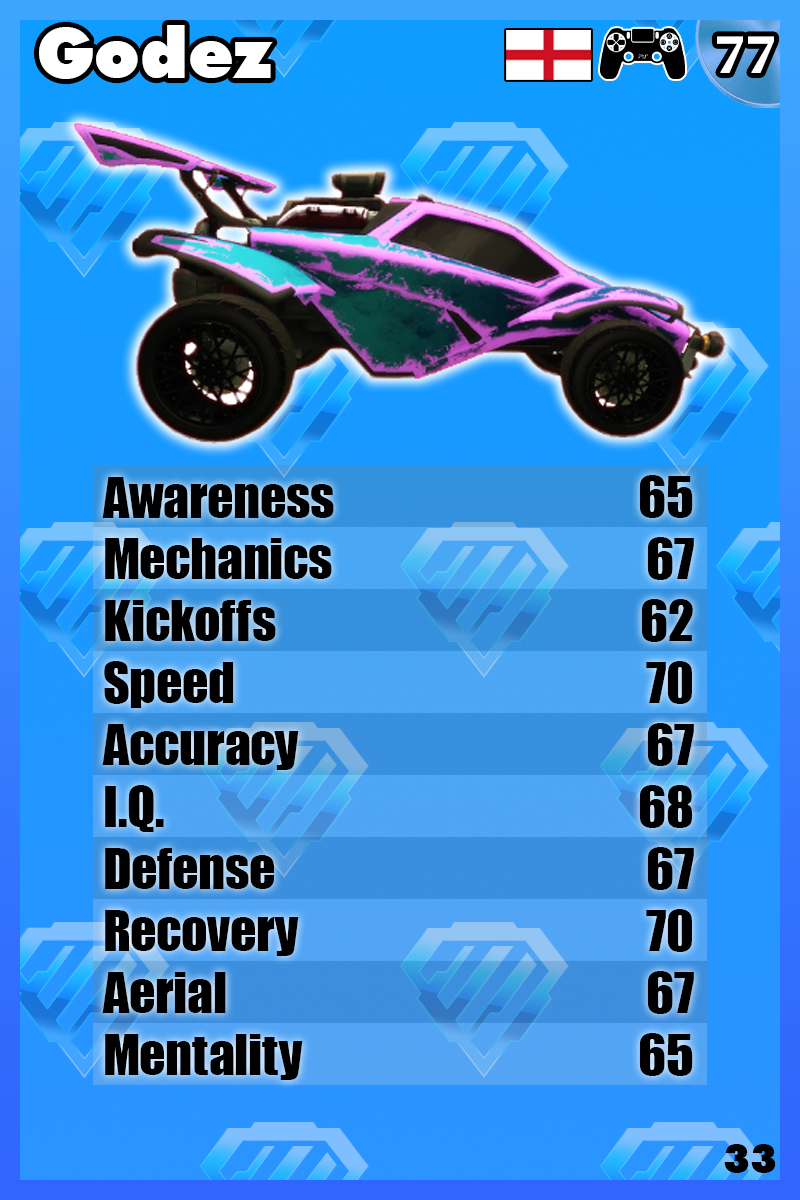 Godez 77
Awareness 65
Mechanics 67
Kickoffs 62
Speed 70
Accuracy 67
I.Q. 68
Defense 67
Recovery 70
Aerial 67
Mentality 65
33